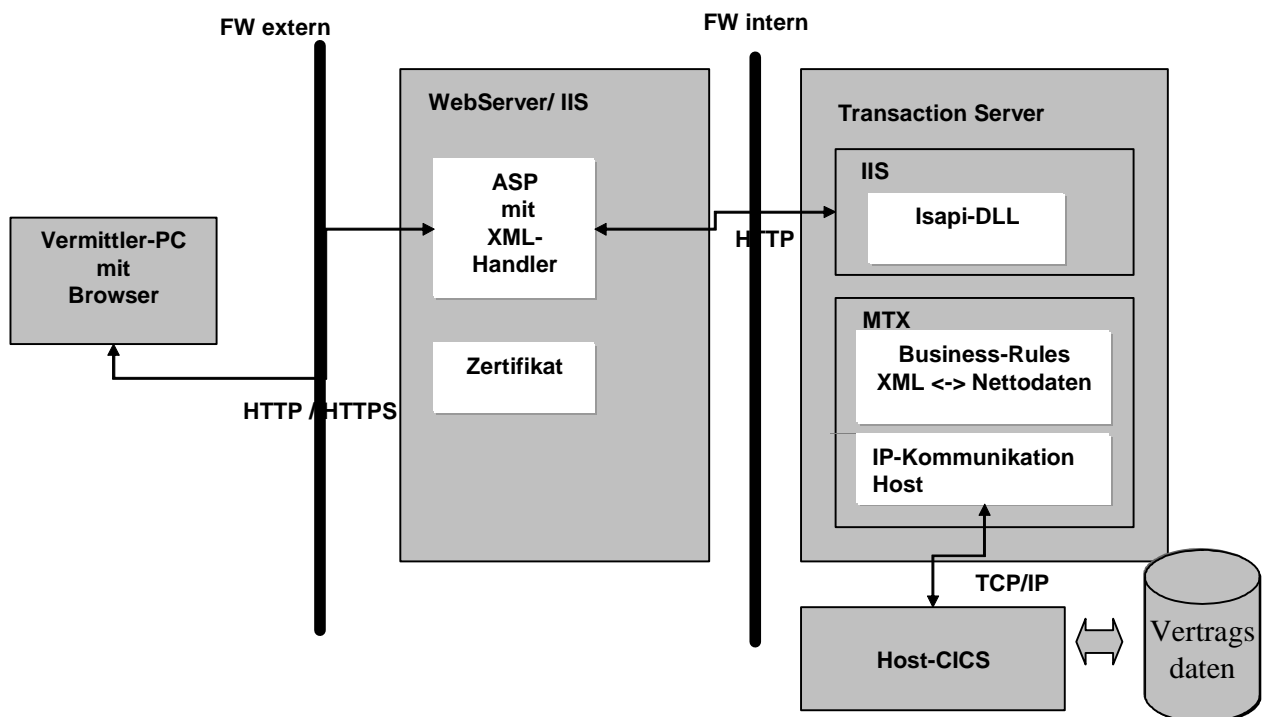 FW extern
FW intern
WebServer/ IIS
Transaction Server
ASP
mit
XML-
Handler
IIS
Isapi-DLL
Vermittler-PC
mit
Browser
HTTP
Zertifikat
MTX
Business-Rules
XML <-> Nettodaten
HTTP / HTTPS
IP-Kommunikation
Host
TCP/IP
Host-CICS
Vertrags
daten